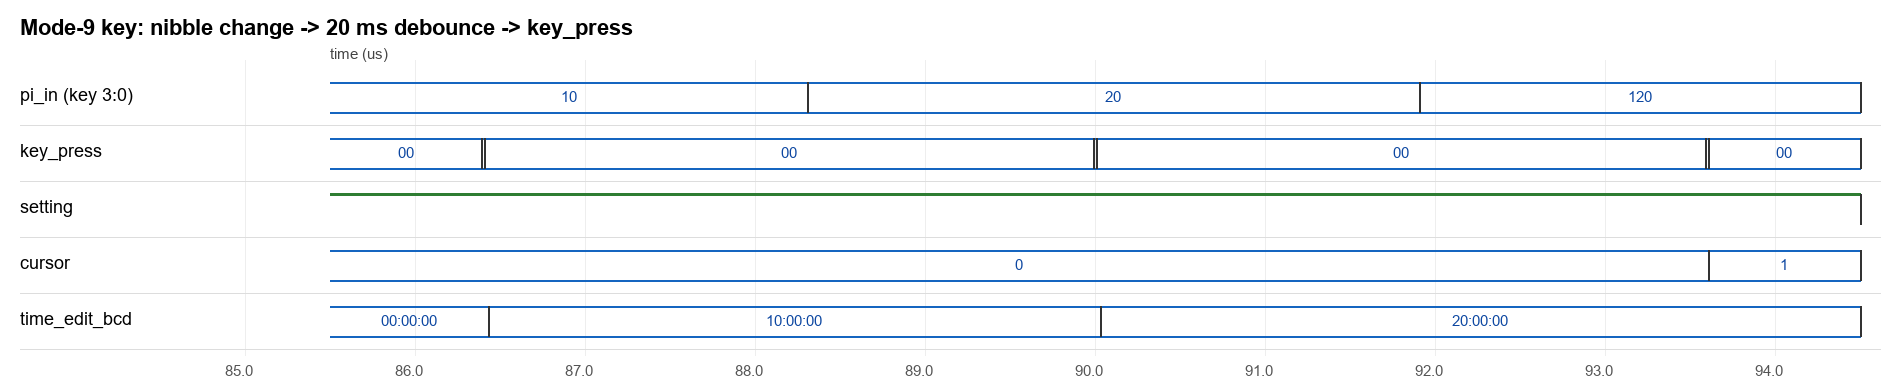 Mode-9 key: nibble change -> 20 ms debounce -> key_press
time (us)
pi_in (key 3:0) 10 20 120
key_press 00 00 00 00
setting
cursor 0 1
time_edit_bcd 00:00:00 10:00:00 20:00:00
85.0 86.0 87.0 88.0 89.0 90.0 91.0 92.0 93.0 94.0